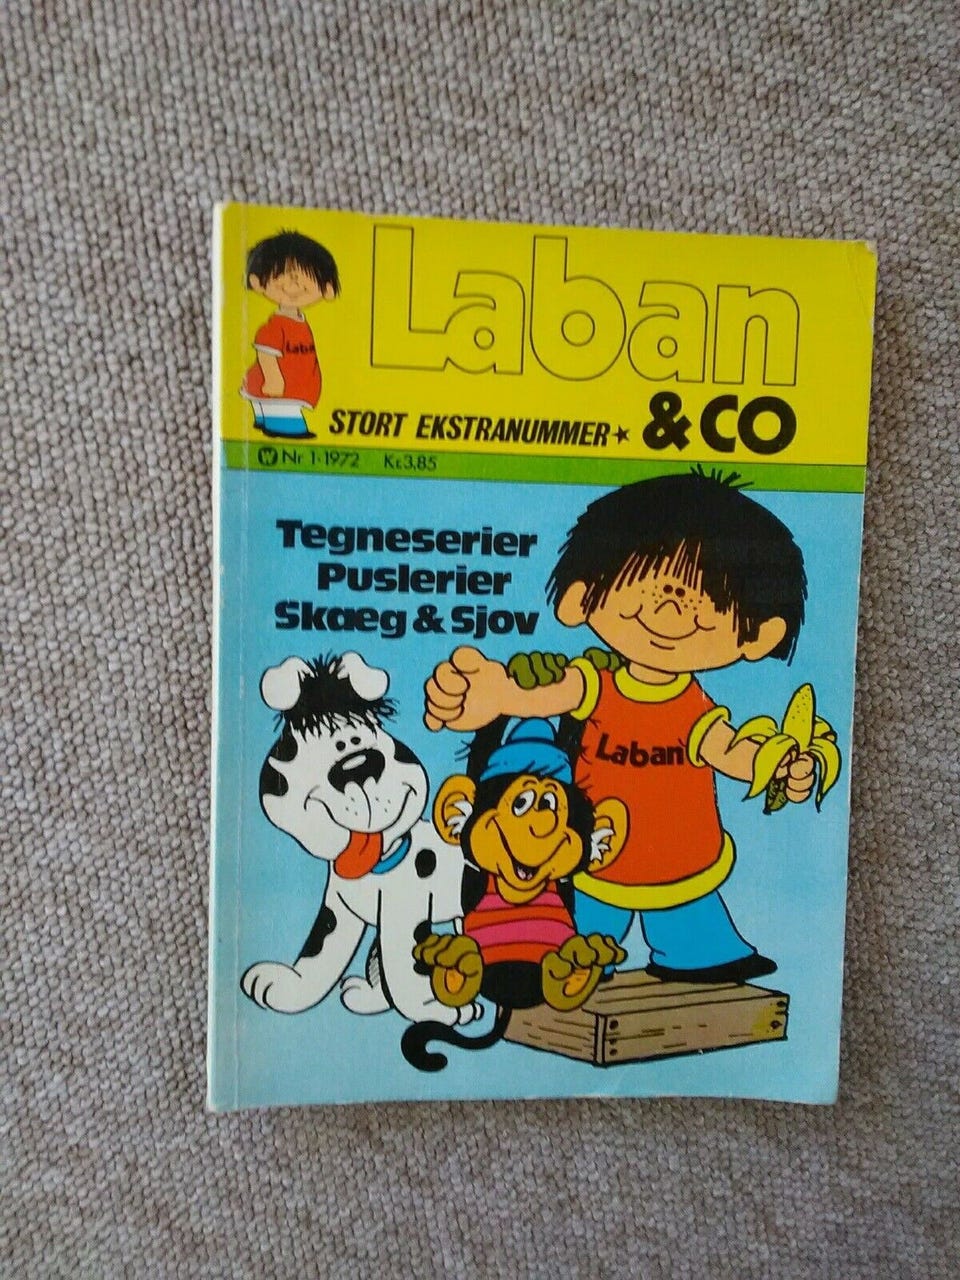 Laban
& CO
STORT EKSTRANUMMER★
W Nr 1·1972 Kr.3,85
Tegneserier
Puslerier
Skæg & Sjov
Laban
Laban